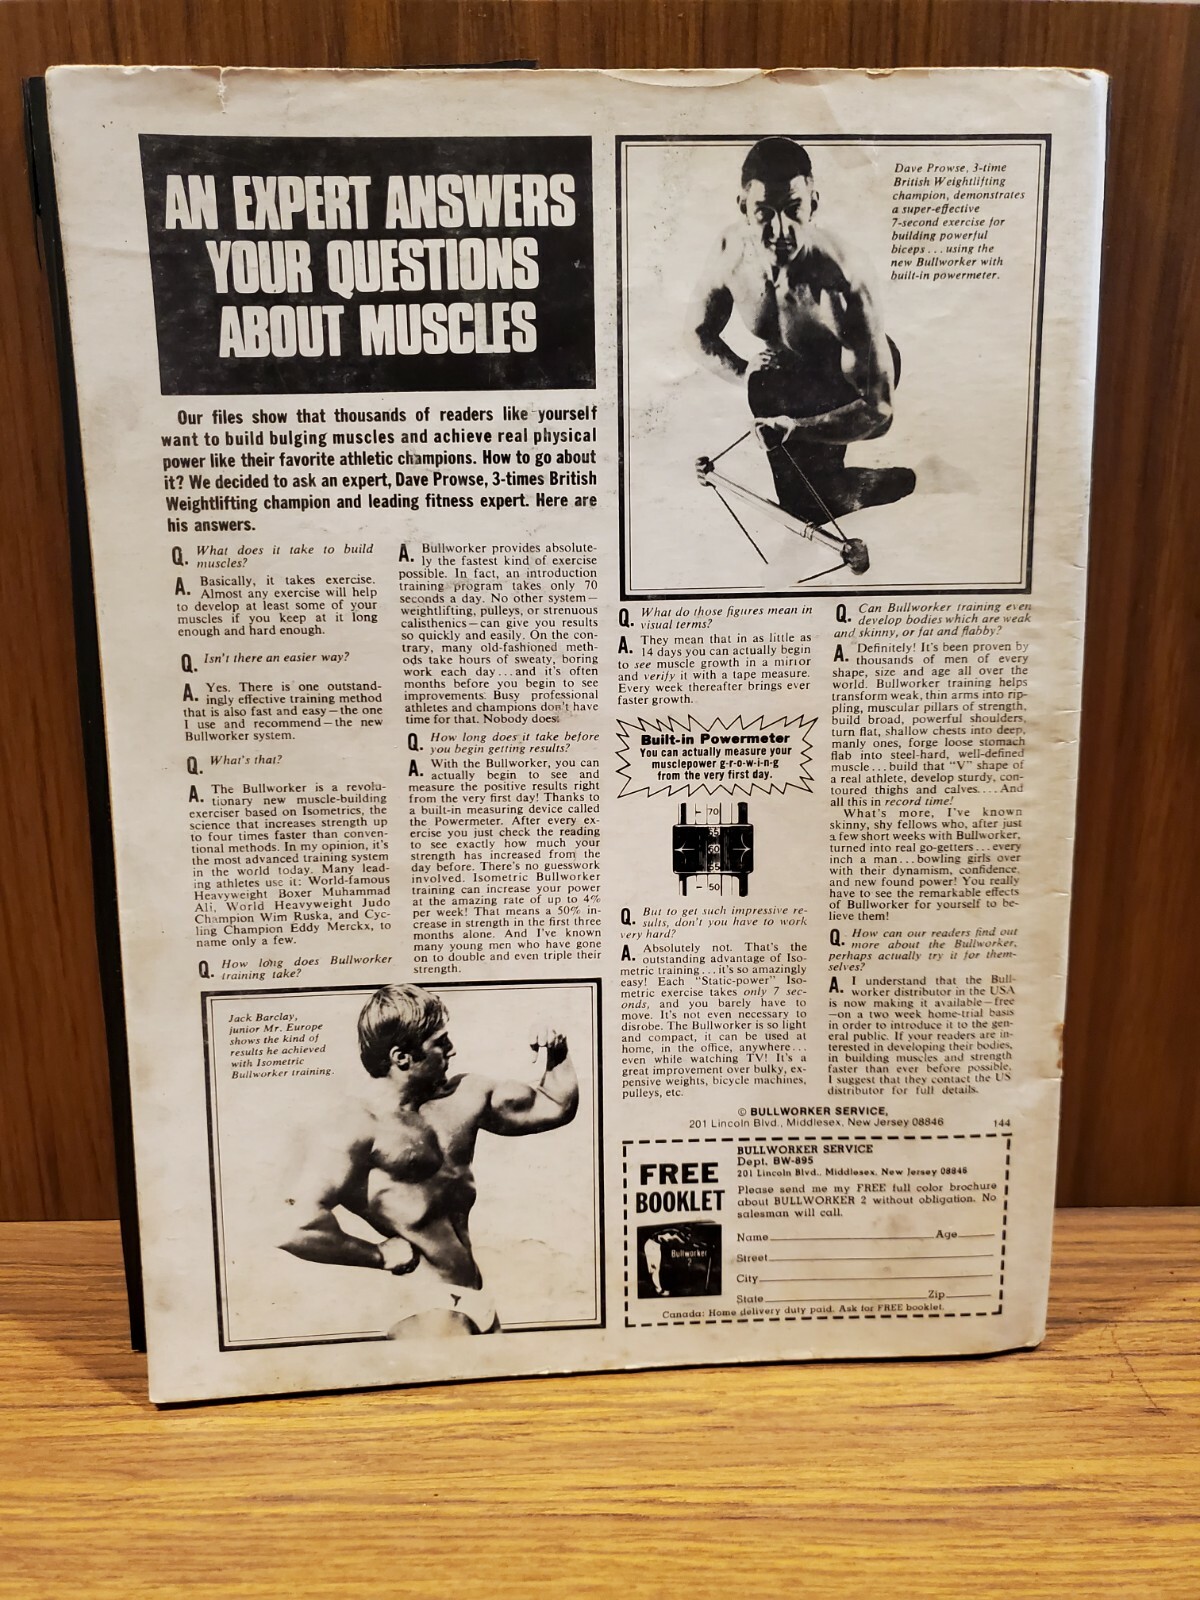 AN EXPERT ANSWERS
YOUR QUESTIONS
ABOUT MUSCLES
Our files show that thousands of readers like yourself
want to build bulging muscles and achieve real physical
power like their favorite athletic champions. How to go about
it? We decided to ask an expert, Dave Prowse, 3-times British
Weightlifting champion and leading fitness expert. Here are
his answers.
Q. What does it take to build
muscles?
A. Basically, it takes exercise.
Almost any exercise will help
to develop at least some of your
muscles if you keep at it long
enough and hard enough.
Q. Isn't there an easier way?
A. Yes. There is one outstand-
ingly effective training method
that is also fast and easy—the one
I use and recommend—the new
Bullworker system.
Q. What's that?
A. The Bullworker is a revolu-
tionary new muscle-building
exerciser based on Isometrics, the
science that increases strength up
to four times faster than conven-
tional methods. In my opinion, it's
the most advanced training system
in the world today. Many lead-
ing athletes use it: World-famous
Heavyweight Boxer Muhammad
Ali, World Heavyweight Judo
Champion Wim Ruska, and Cyc-
ling Champion Eddy Merckx, to
name only a few.
Q. How long does Bullworker
training take?
A. Bullworker provides absolute-
ly the fastest kind of exercise
possible. In fact, an introduction
training program takes only 70
seconds a day. No other system—
weightlifting, pulleys, or strenuous
calisthenics—can give you results
so quickly and easily. On the con-
trary, many old-fashioned meth-
ods take hours of sweaty, boring
work each day...and it's often
months before you begin to see
improvements. Busy professional
athletes and champions don't have
time for that. Nobody does.
Q. How long does it take before
you begin getting results?
A. With the Bullworker, you can
actually begin to see and
measure the positive results right
from the very first day! Thanks to
a built-in measuring device called
the Powermeter. After every ex-
ercise you just check the reading
to see exactly how much your
strength has increased from the
day before. There's no guesswork
involved. Isometric Bullworker
training can increase your power
at the amazing rate of up to 4%
per week! That means a 50% in-
crease in strength in the first three
months alone. And I've known
many young men who have gone
on to double and even triple their
strength.
Jack Barclay,
junior Mr. Europe
shows the kind of
results he achieved
with Isometric
Bullworker training.
Dave Prowse, 3-time
British Weightlifting
champion, demonstrates
a super-effective
7-second exercise for
building powerful
biceps...using the
new Bullworker with
built-in powermeter.
Q. What do those figures mean in
visual terms?
A. They mean that in as little as
14 days you can actually begin
to see muscle growth in a mirror
and verify it with a tape measure.
Every week thereafter brings ever
faster growth.
Built-in Powermeter
You can actually measure your
musclepower g-r-o-w-i-n-g
from the very first day.
70
65
60
55
50
Q. But to get such impressive re-
sults, don't you have to work
very hard?
A. Absolutely not. That's the
outstanding advantage of Iso-
metric training...it's so amazingly
easy! Each "Static-power" Iso-
metric exercise takes only 7 sec-
onds, and you barely have to
move. It's not even necessary to
disrobe. The Bullworker is so light
and compact, it can be used at
home, in the office, anywhere...
even while watching TV! It's a
great improvement over bulky, ex-
pensive weights, bicycle machines,
pulleys, etc.
Q. Can Bullworker training even
develop bodies which are weak
and skinny, or fat and flabby?
A. Definitely! It's been proven by
thousands of men of every
shape, size and age all over the
world. Bullworker training helps
transform weak, thin arms into rip-
pling, muscular pillars of strength,
build broad, powerful shoulders,
turn flat, shallow chests into deep,
manly ones, forge loose stomach
flab into steel-hard, well-defined
muscle...build that "V" shape of
a real athlete, develop sturdy, con-
toured thighs and calves....And
all this in record time!
What's more, I've known
skinny, shy fellows who, after just
a few short weeks with Bullworker,
turned into real go-getters...every
inch a man...bowling girls over
with their dynamism, confidence,
and new found power! You really
have to see the remarkable effects
of Bullworker for yourself to be-
lieve them!
Q. How can our readers find out
more about the Bullworker,
perhaps actually try it for them-
selves?
A. I understand that the Bull-
worker distributor in the USA
is now making it available—free
—on a two week home-trial basis
in order to introduce it to the gen-
eral public. If your readers are in-
terested in developing their bodies,
in building muscles and strength
faster than ever before possible,
I suggest that they contact the US
distributor for full details.
© BULLWORKER SERVICE,
201 Lincoln Blvd., Middlesex, New Jersey 08846
144
FREE
BOOKLET
Bullworker
2
BULLWORKER SERVICE
Dept. BW-895
201 Lincoln Blvd., Middlesex, New Jersey 08846
Please send me my FREE full color brochure
about BULLWORKER 2 without obligation. No
salesman will call.
Name Age
Street
City
State Zip
Canada: Home delivery duty paid. Ask for FREE booklet.